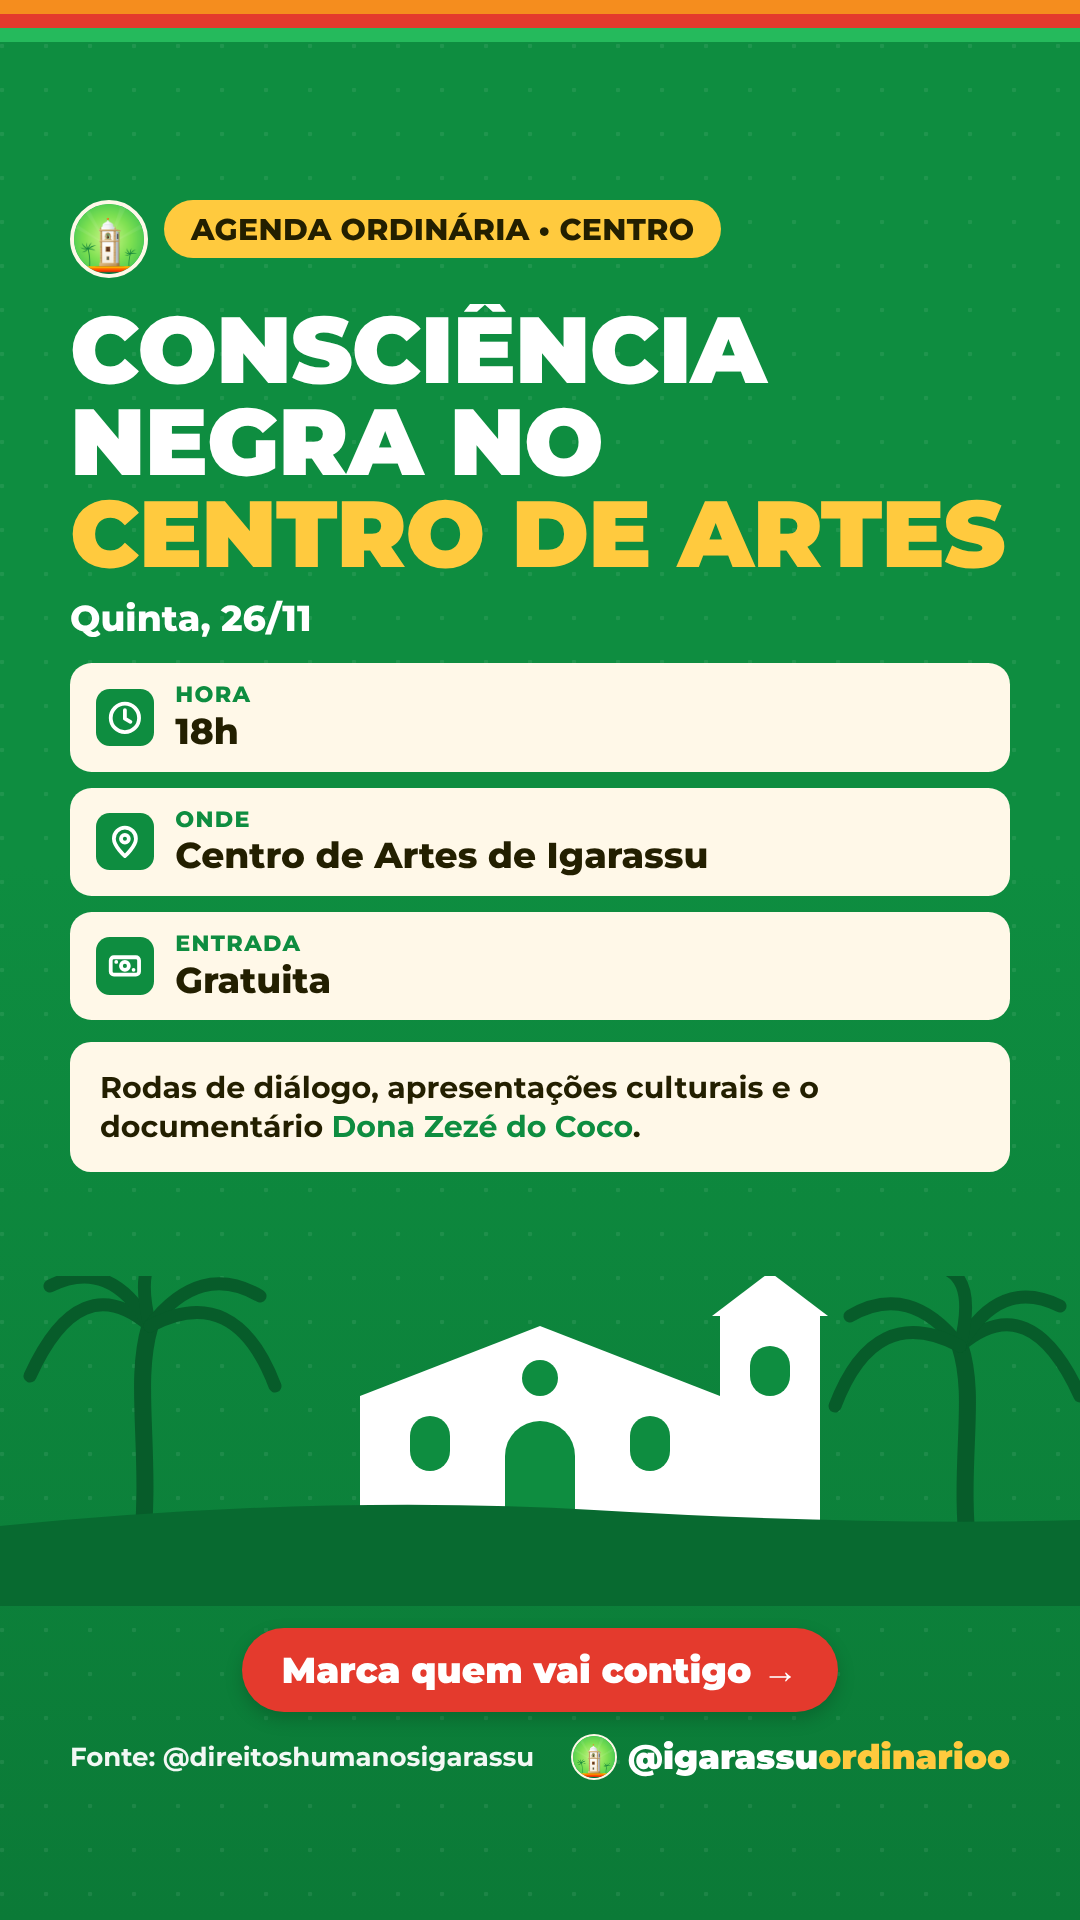 AGENDA ORDINÁRIA • CENTRO
CONSCIÊNCIA
NEGRA NO
CENTRO DE ARTES
Quinta, 26/11
HORA
18h
ONDE
Centro de Artes de Igarassu
ENTRADA
Gratuita
Rodas de diálogo, apresentações culturais e o
documentário Dona Zezé do Coco.
Marca quem vai contigo →
Fonte: @direitoshumanosigarassu
@igarassuordinarioo